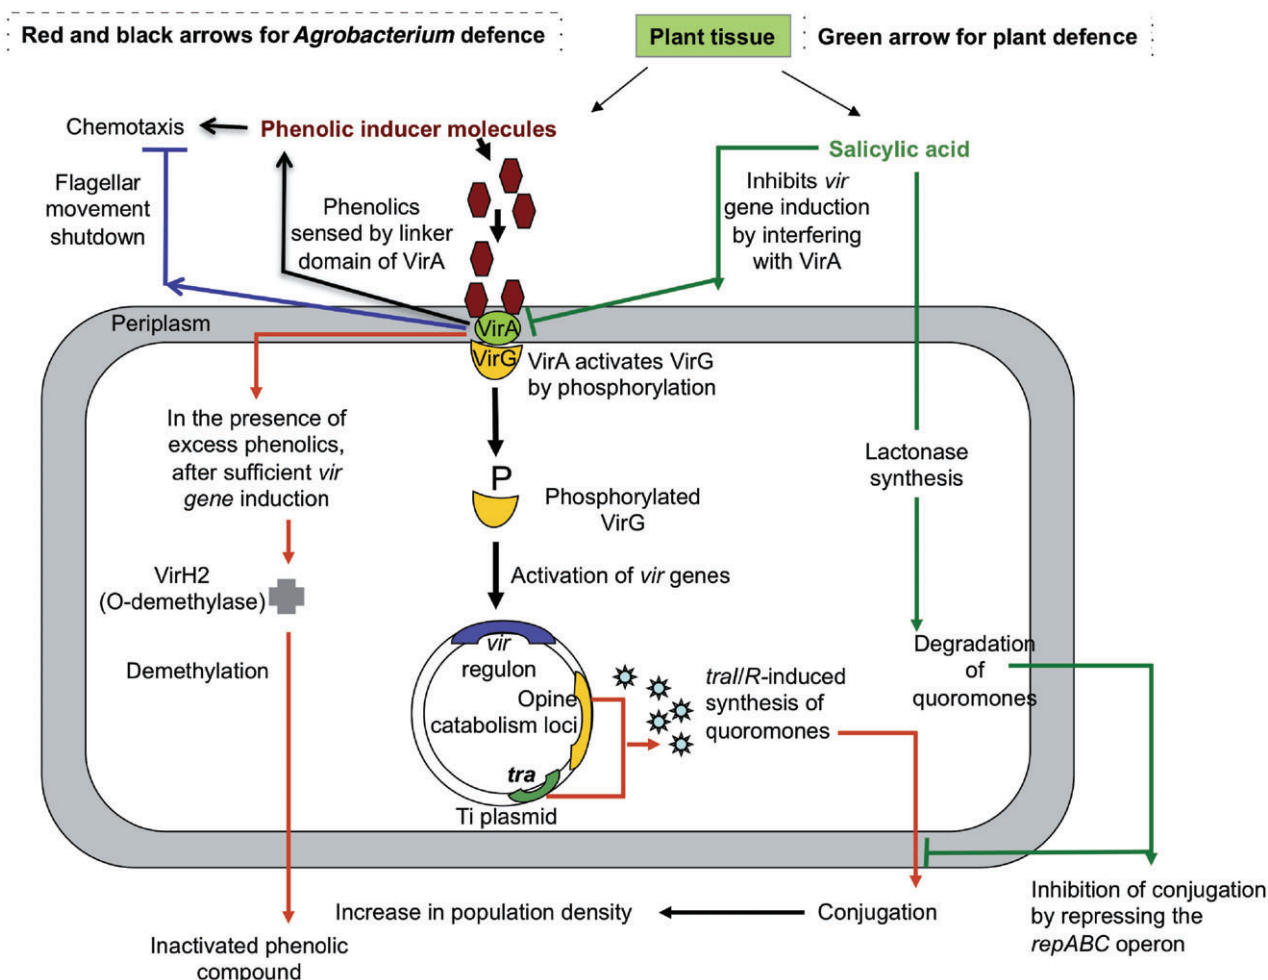 Red and black arrows for Agrobacterium defence
Plant tissue
Green arrow for plant defence
Chemotaxis
Phenolic inducer molecules
Salicylic acid
Flagellar
movement
shutdown
Phenolics
sensed by linker
domain of VirA
Inhibits vir
gene induction
by interfering
with VirA
Periplasm
VirA
VirG
VirA activates VirG
by phosphorylation
In the presence of
excess phenolics,
after sufficient vir
gene induction
P
Phosphorylated
VirG
Lactonase
synthesis
VirH2
(O-demethylase)
Activation of vir genes
Demethylation
vir
regulon
Opine
catabolism loci
tra
Ti plasmid
traI/R-induced
synthesis of
quoromones
Degradation
of
quoromones
Increase in population density
Conjugation
Inhibition of conjugation
by repressing the
repABC operon
Inactivated phenolic
compound